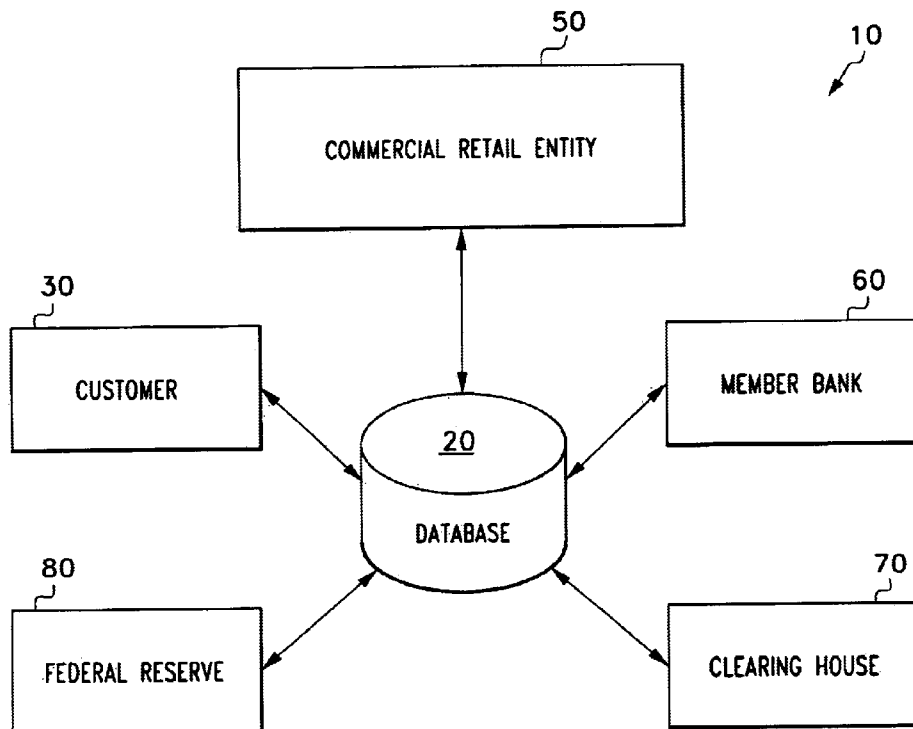 50
10
COMMERCIAL RETAIL ENTITY
30
60
CUSTOMER
MEMBER BANK
20
DATABASE
80
70
FEDERAL RESERVE
CLEARING HOUSE